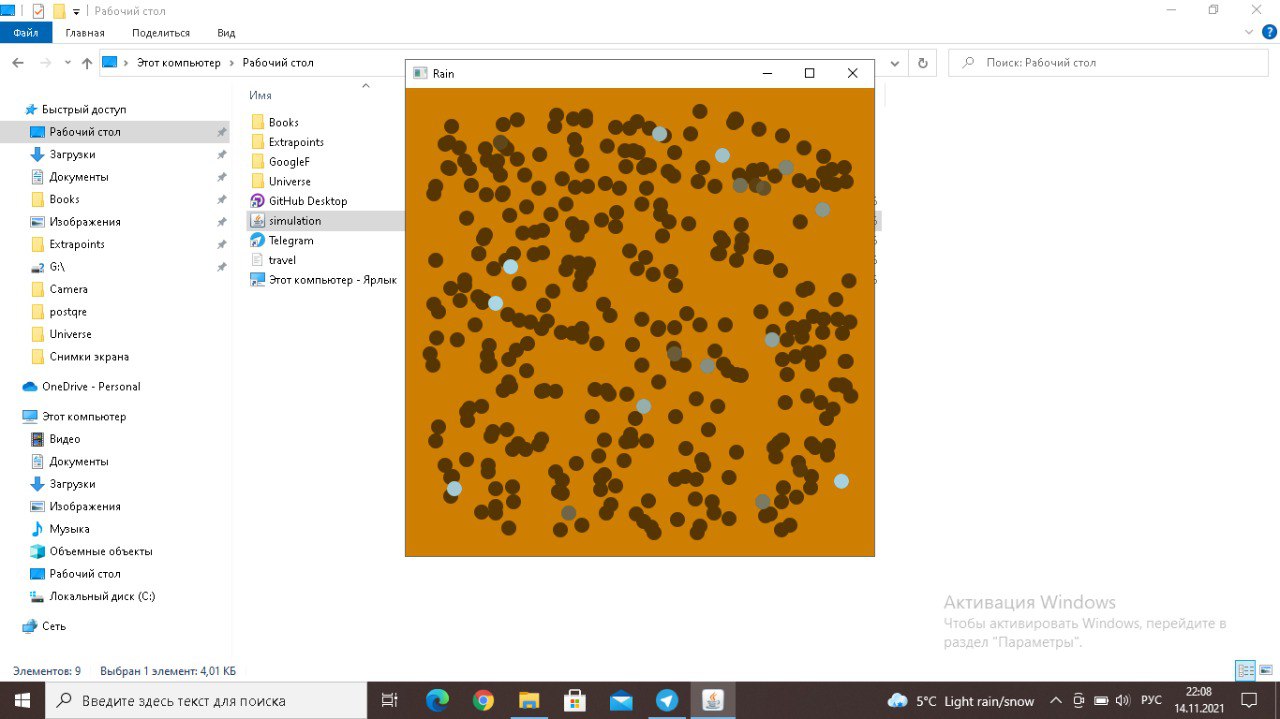 Рабочий стол
Файл
Главная
Поделиться
Вид
Этот компьютер
Рабочий стол
Поиск: Рабочий стол
Rain
Быстрый доступ
Рабочий стол
Загрузки
Документы
Books
Изображения
Extrapoints
G:\
Camera
postqre
Universe
Снимки экрана
OneDrive - Personal
Этот компьютер
Видео
Документы
Загрузки
Изображения
Музыка
Объемные объекты
Рабочий стол
Локальный диск (C:)
Сеть
Имя
Books
Extrapoints
GoogleF
Universe
GitHub Desktop
simulation
Telegram
travel
Этот компьютер - Ярлык
Активация Windows
Чтобы активировать Windows, перейдите в
раздел "Параметры".
Элементов: 9
Выбран 1 элемент: 4,01 КБ
Введите здесь текст для поиска
5°C Light rain/snow
РУС
22:08
14.11.2021